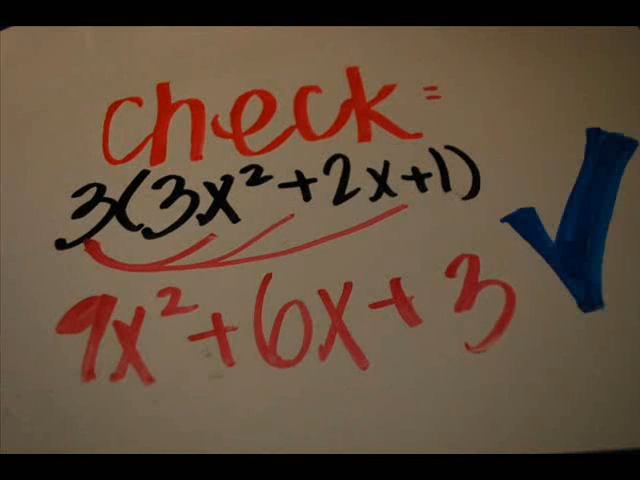 check =
3(3x² + 2x + 1)
9x² + 6x + 3